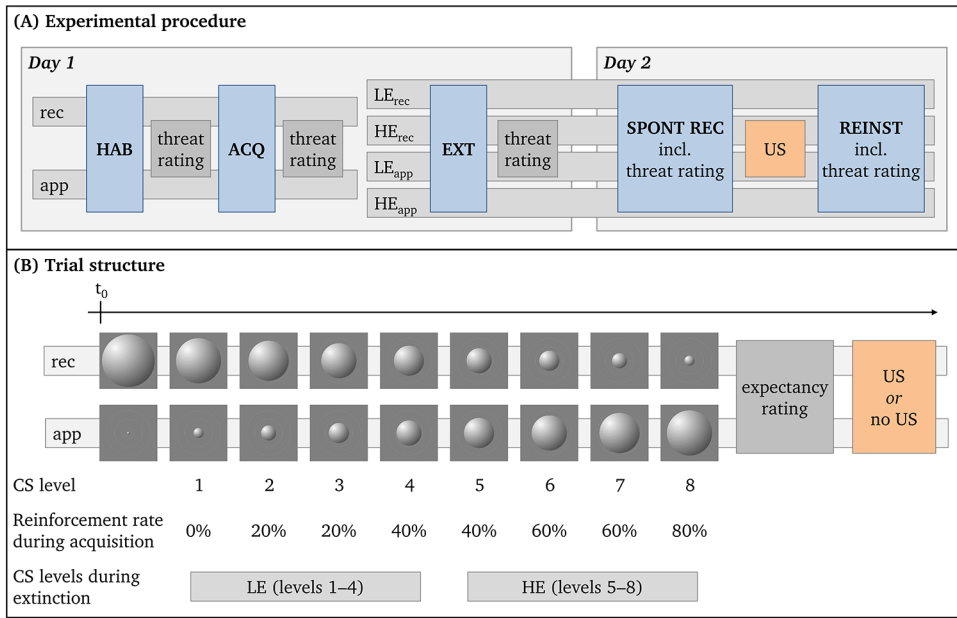 (A) Experimental procedure
Day 1
Day 2
rec
app
HAB
threat
rating
ACQ
threat
rating
LErec
HErec
LEapp
HEapp
EXT
threat
rating
SPONT REC
incl.
threat rating
US
REINST
incl.
threat rating
(B) Trial structure
t0
rec
app
expectancy
rating
US
or
no US
CS level 1 2 3 4 5 6 7 8
Reinforcement rate
during acquisition
0% 20% 20% 40% 40% 60% 60% 80%
CS levels during
extinction
LE (levels 1–4)
HE (levels 5–8)